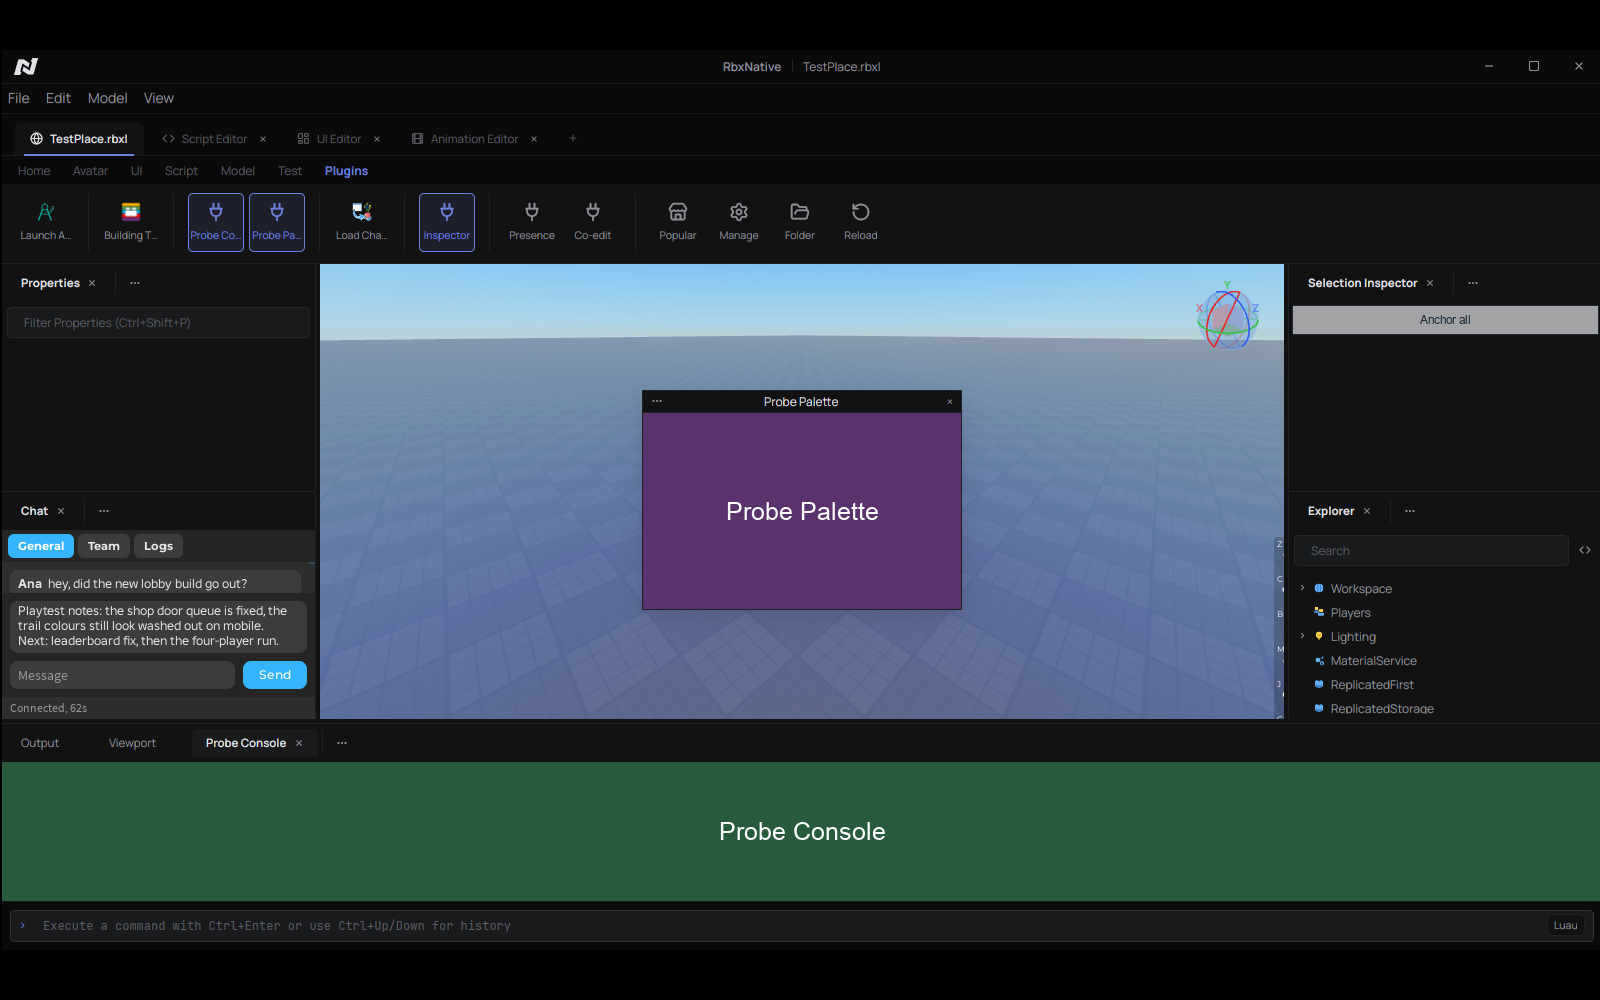 RbxNative | TestPlace.rbxl
File Edit Model View
TestPlace.rbxl Script Editor UI Editor Animation Editor
Home Avatar UI Script Model Test Plugins
Launch A... Building T... Probe Co... Probe Pa... Load Cha... Inspector Presence Co-edit Popular Manage Folder Reload
Properties
Filter Properties (Ctrl+Shift+P)
Chat
General Team Logs
Ana hey, did the new lobby build go out?
Playtest notes: the shop door queue is fixed, the
trail colours still look washed out on mobile.
Next: leaderboard fix, then the four-player run.
Message Send
Connected, 62s
Y
X Z
Probe Palette
Probe Palette
Z
C
B
M
J
Selection Inspector
Anchor all
Explorer
Search
Workspace
Players
Lighting
MaterialService
ReplicatedFirst
ReplicatedStorage
Output Viewport Probe Console
Probe Console
Execute a command with Ctrl+Enter or use Ctrl+Up/Down for history Luau